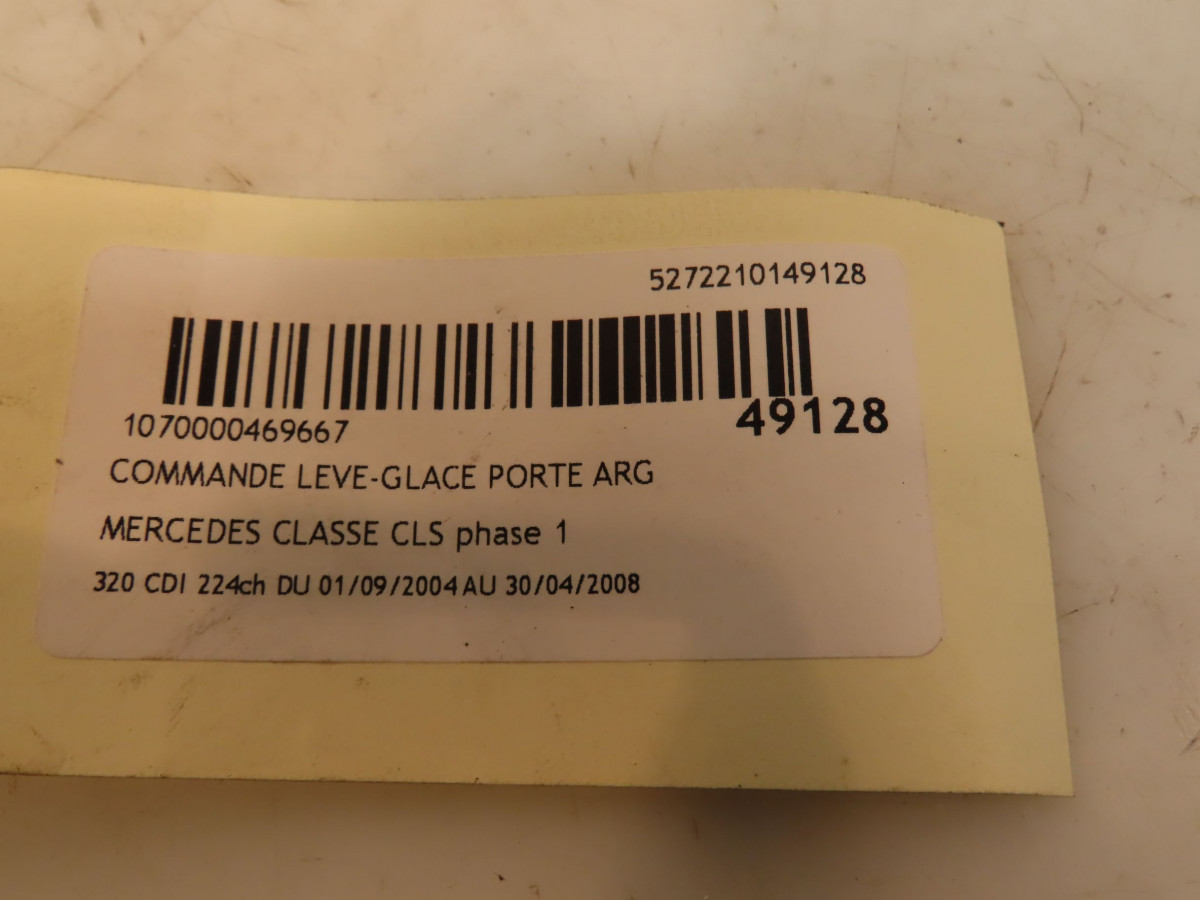 5272210149128
49128
1070000469667
COMMANDE LEVE-GLACE PORTE ARG
MERCEDES CLASSE CLS phase 1
320 CDI 224ch DU 01/09/2004 AU 30/04/2008